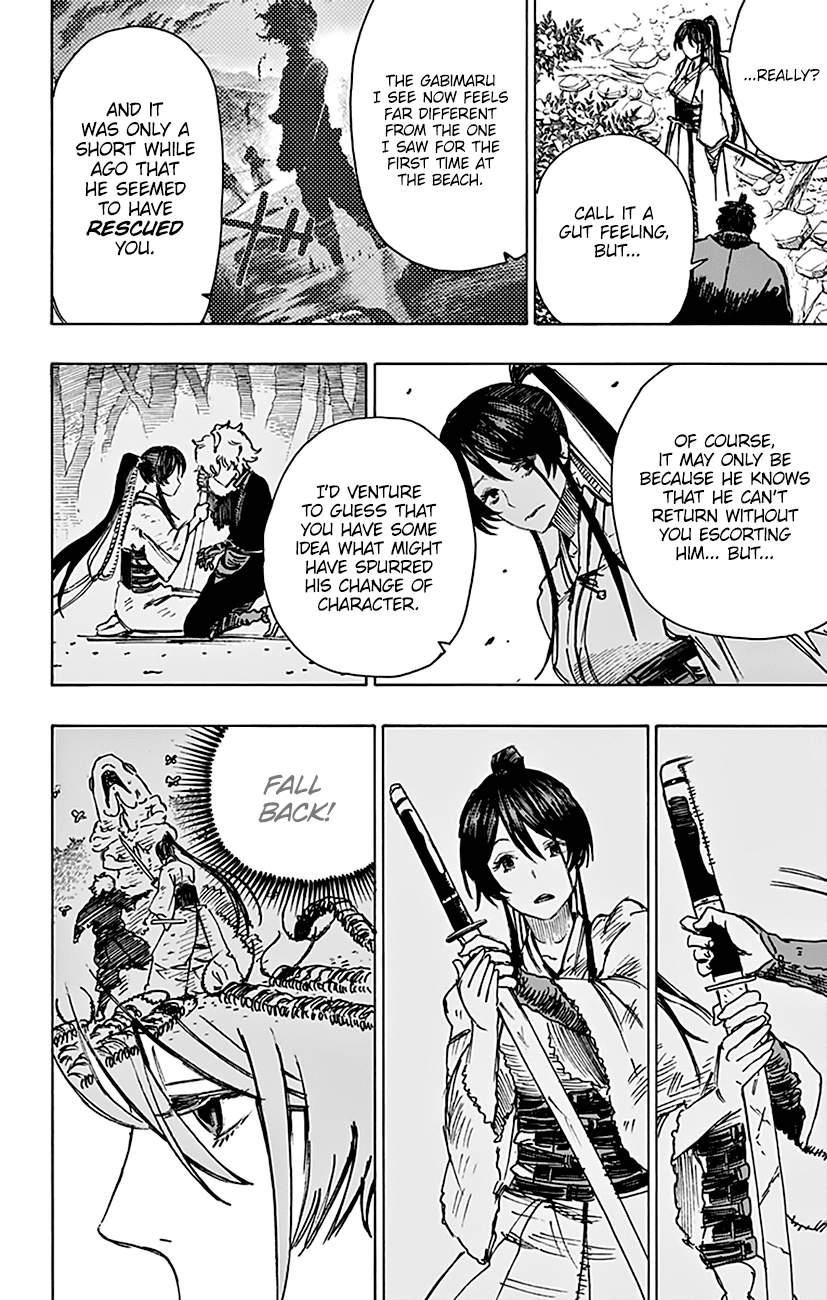 ...REALLY?
CALL IT A
GUT FEELING,
BUT...
THE GABIMARU
I SEE NOW FEELS
FAR DIFFERENT
FROM THE ONE
I SAW FOR THE
FIRST TIME AT
THE BEACH.
AND IT
WAS ONLY A
SHORT WHILE
AGO THAT
HE SEEMED
TO HAVE
RESCUED
YOU.
OF COURSE,
IT MAY ONLY BE
BECAUSE HE KNOWS
THAT HE CAN'T
RETURN WITHOUT
YOU ESCORTING
HIM... BUT...
I'D VENTURE
TO GUESS THAT
YOU HAVE SOME
IDEA WHAT MIGHT
HAVE SPURRED
HIS CHANGE OF
CHARACTER.
FALL
BACK!